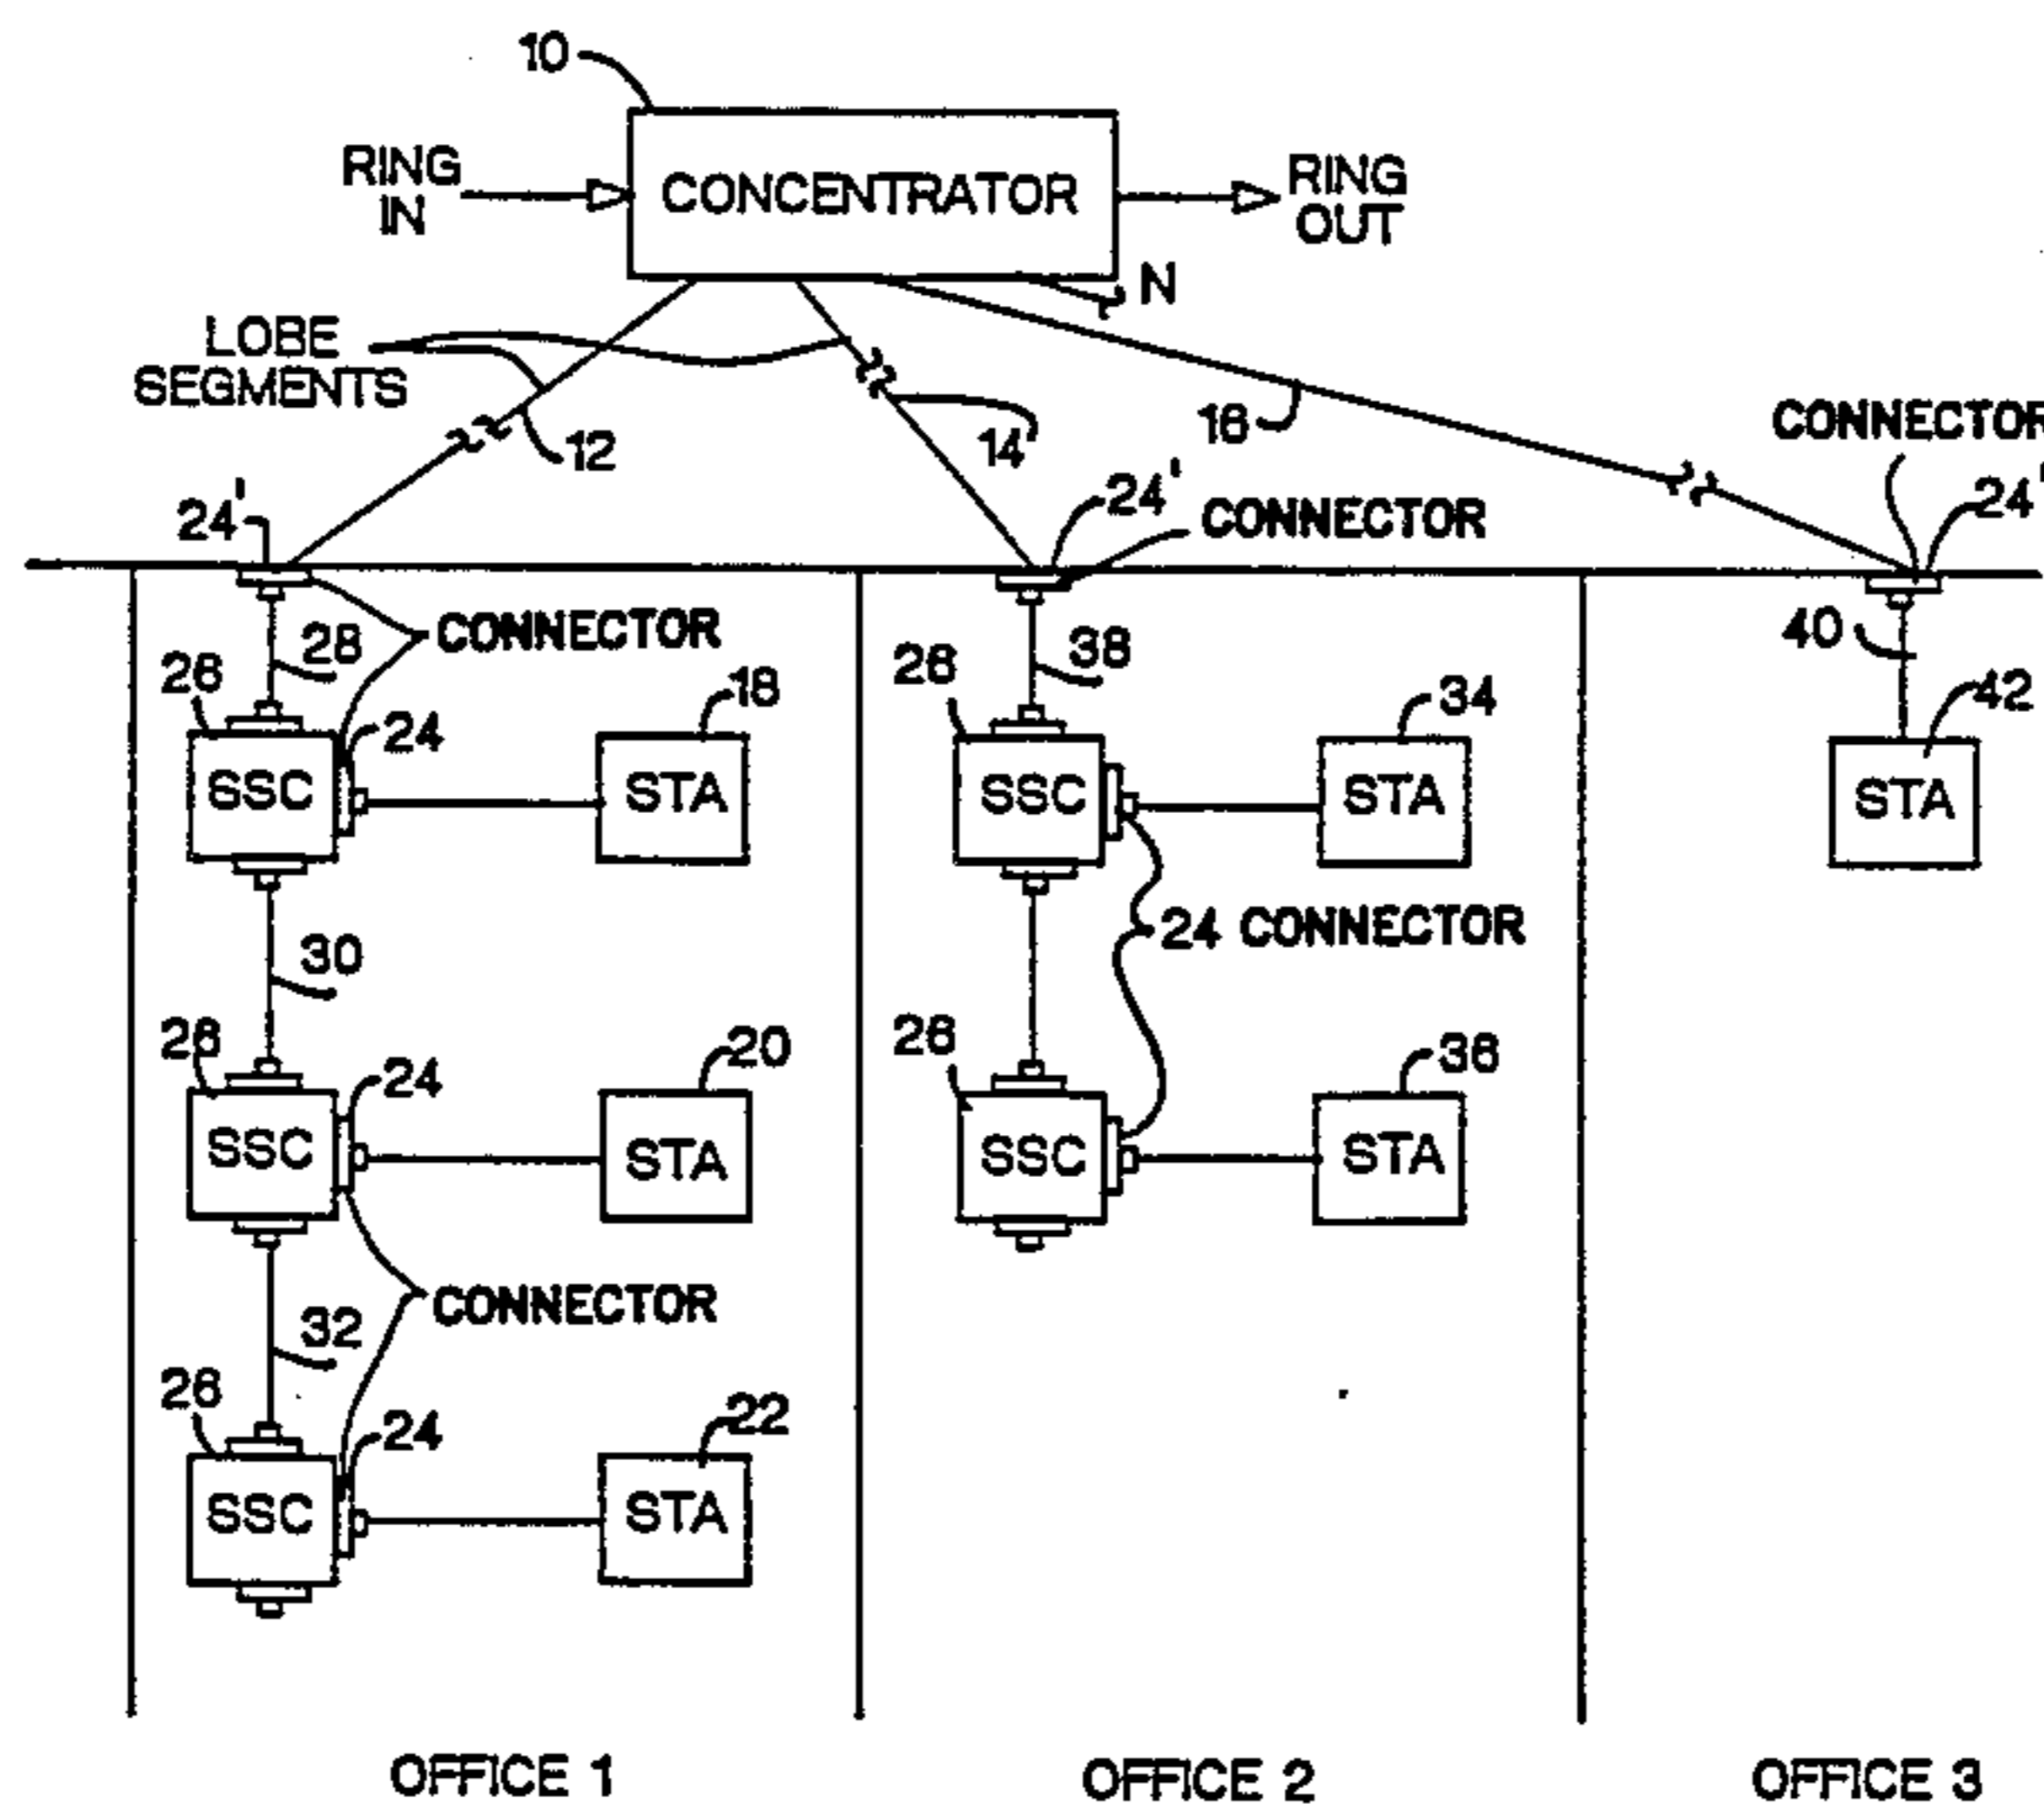 10
RING
IN
CONCENTRATOR
RING
OUT
N
LOBE
SEGMENTS
12
14
16
CONNECTOR
24'
24'
CONNECTOR
24'
CONNECTOR
28
26
18
24
SSC
STA
38
26
34
SSC
STA
40
42
STA
30
24 CONNECTOR
26
24
20
SSC
STA
26
36
SSC
STA
CONNECTOR
32
26
24
22
SSC
STA
OFFICE 1
OFFICE 2
OFFICE 3